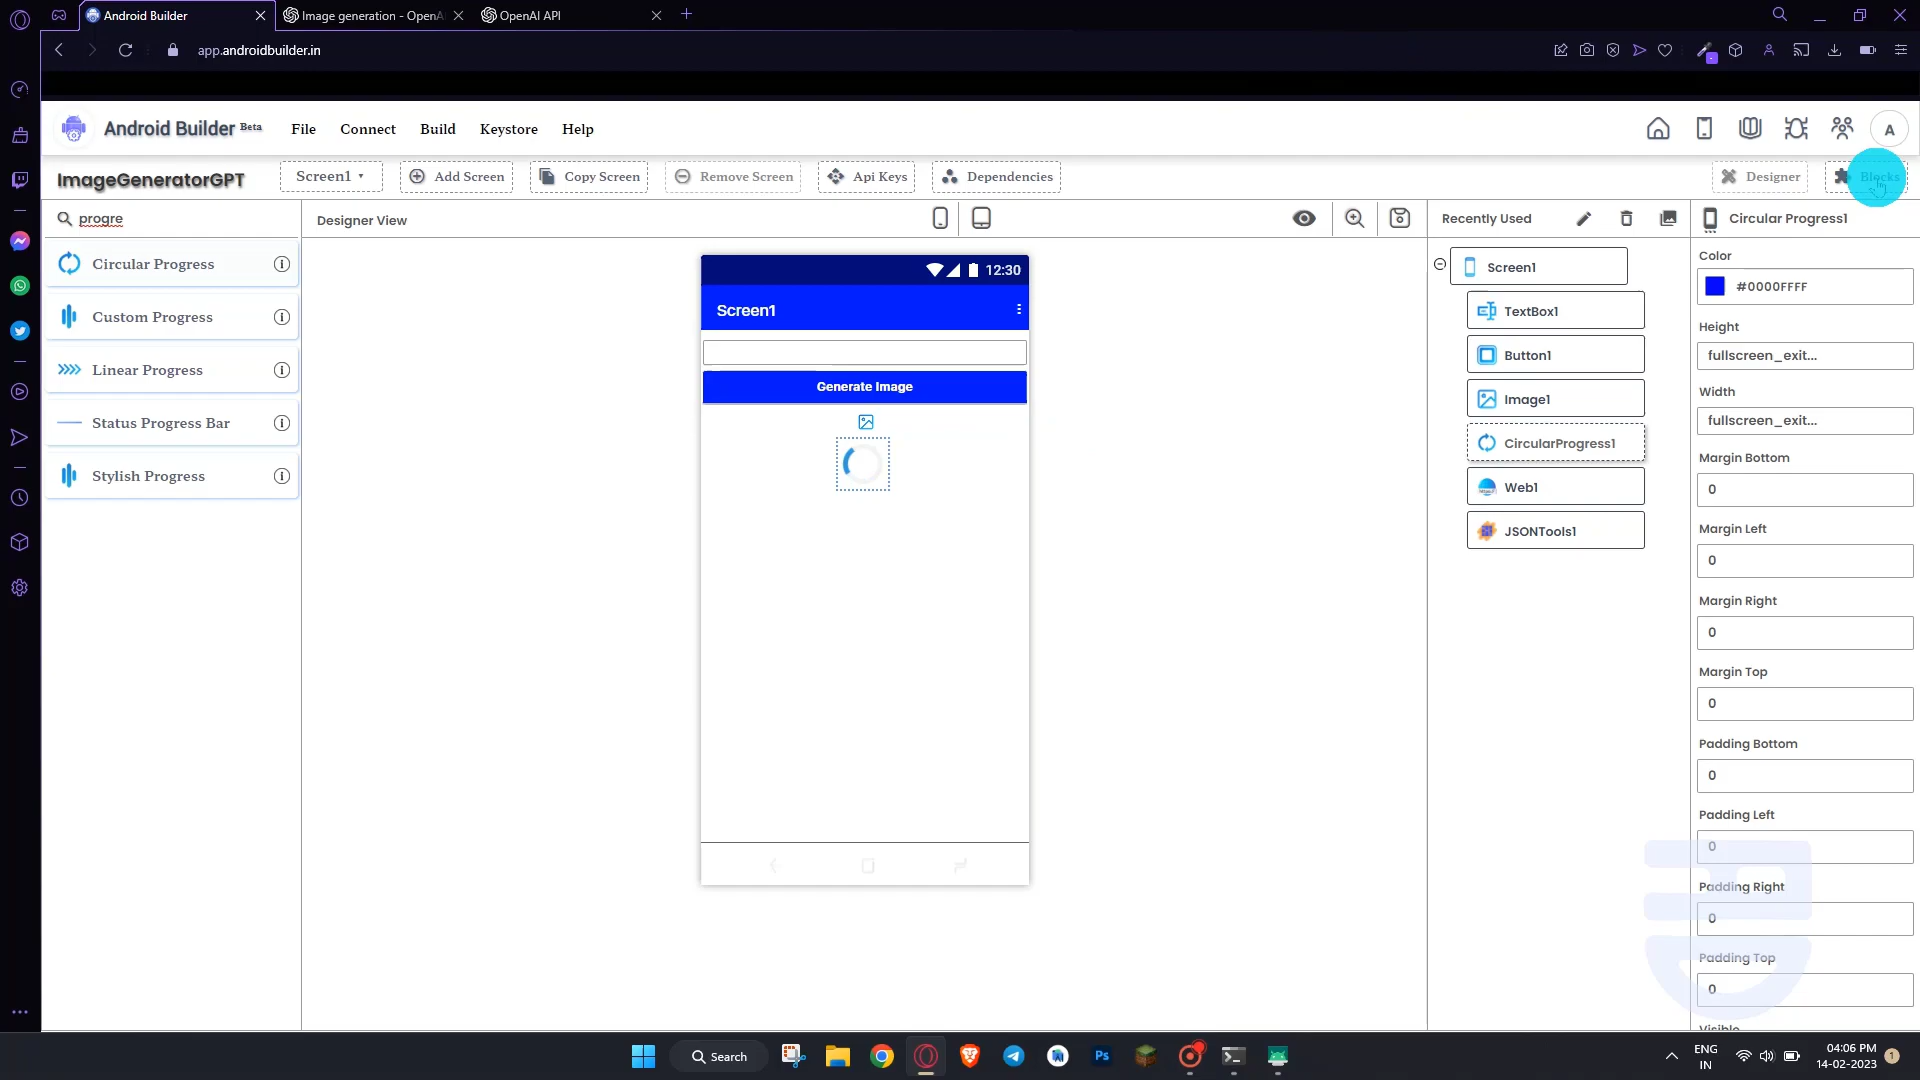 Android Builder
Image generation - OpenA
OpenAI API
app.androidbuilder.in
Android Builder Beta
File
Connect
Build
Keystore
Help
A
ImageGeneratorGPT
Screen1
Add Screen
Copy Screen
Remove Screen
Api Keys
Dependencies
Designer
Blocks
progre
Designer View
Recently Used
Circular Progress1
Circular Progress
Custom Progress
Linear Progress
Status Progress Bar
Stylish Progress
12:30
Screen1
Generate Image
Screen1
TextBox1
Button1
Image1
CircularProgress1
Web1
JSONTools1
Color
#0000FFFF
Height
fullscreen_exit...
Width
fullscreen_exit...
Margin Bottom
0
Margin Left
0
Margin Right
0
Margin Top
0
Padding Bottom
0
Padding Left
0
Padding Right
0
Padding Top
0
Visible
Search
Ps
ENG
IN
04:06 PM
14-02-2023
1